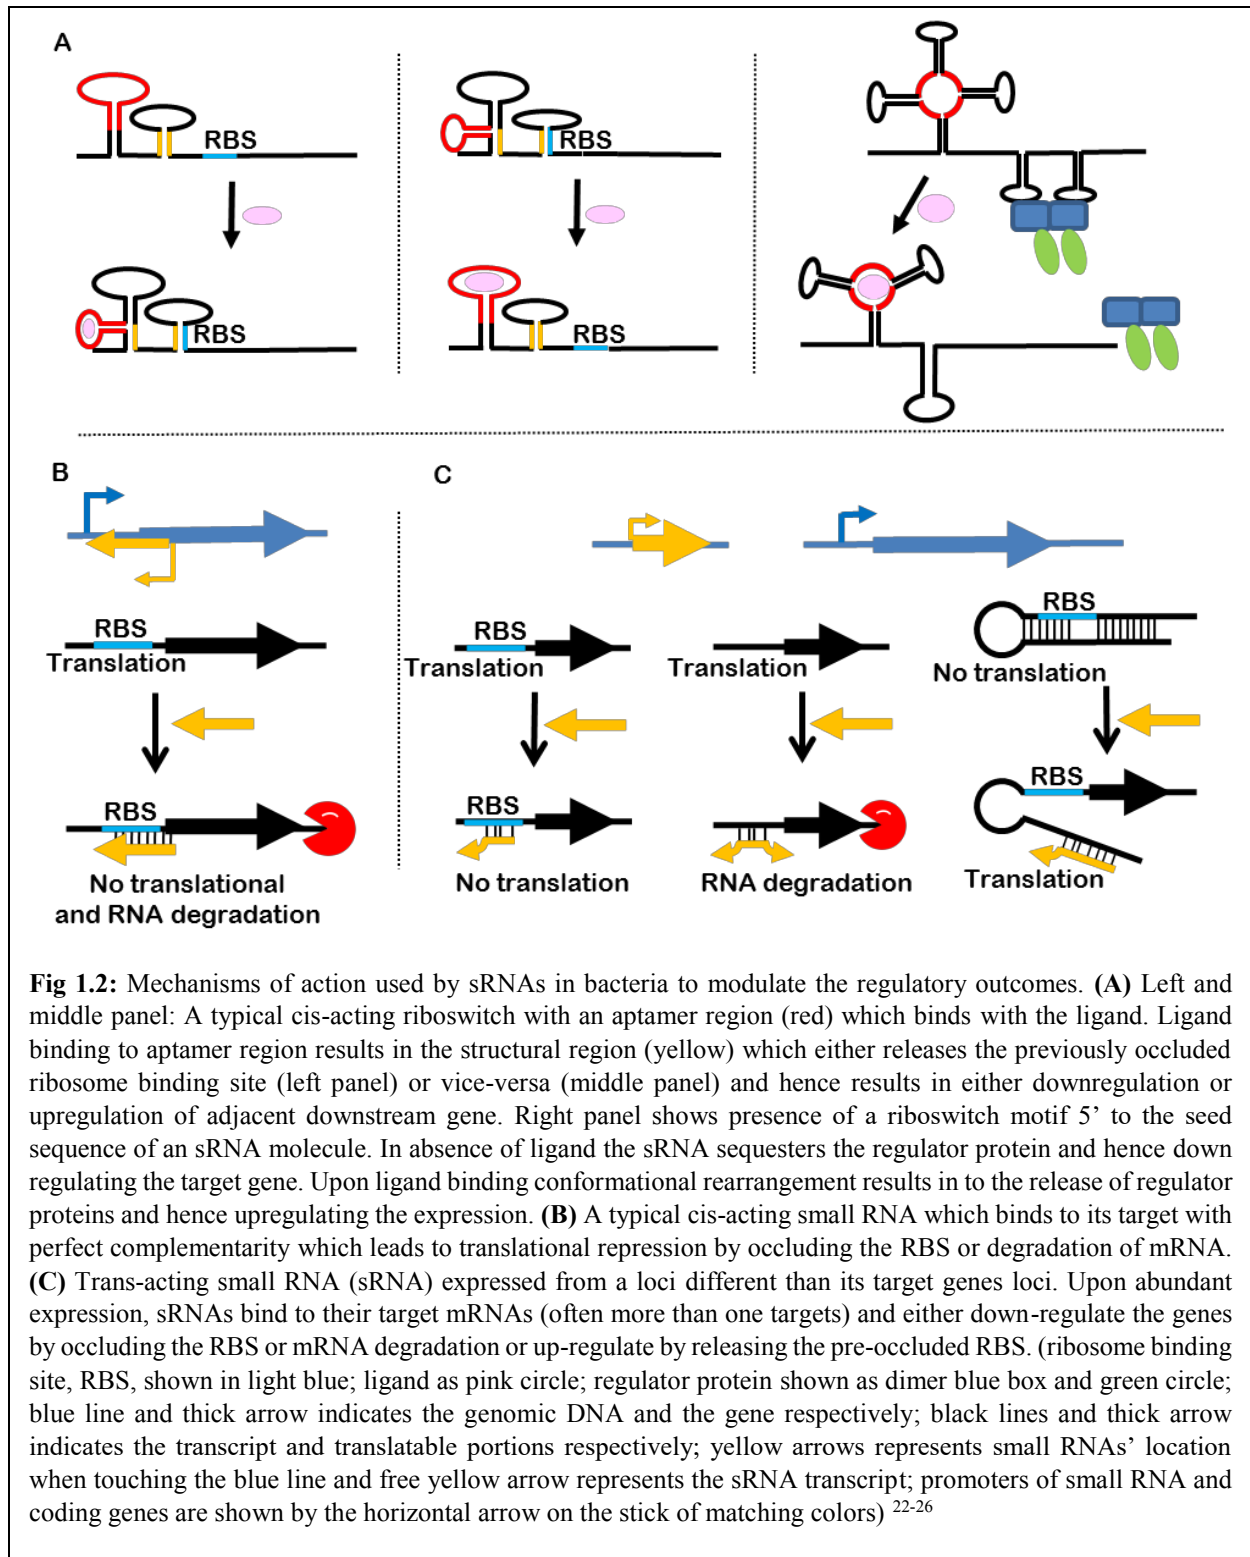 A
RBS
RBS
RBS
RBS
B
C
RBS
Translation
RBS
No translational
and RNA degradation
RBS
Translation
Translation
RBS
No translation
RBS
No translation
RNA degradation
RBS
Translation
Fig 1.2: Mechanisms of action used by sRNAs in bacteria to modulate the regulatory outcomes. (A) Left and
middle panel: A typical cis-acting riboswitch with an aptamer region (red) which binds with the ligand. Ligand
binding to aptamer region results in the structural region (yellow) which either releases the previously occluded
ribosome binding site (left panel) or vice-versa (middle panel) and hence results in either downregulation or
upregulation of adjacent downstream gene. Right panel shows presence of a riboswitch motif 5’ to the seed
sequence of an sRNA molecule. In absence of ligand the sRNA sequesters the regulator protein and hence down
regulating the target gene. Upon ligand binding conformational rearrangement results in to the release of regulator
proteins and hence upregulating the expression. (B) A typical cis-acting small RNA which binds to its target with
perfect complementarity which leads to translational repression by occluding the RBS or degradation of mRNA.
(C) Trans-acting small RNA (sRNA) expressed from a loci different than its target genes loci. Upon abundant
expression, sRNAs bind to their target mRNAs (often more than one targets) and either down-regulate the genes
by occluding the RBS or mRNA degradation or up-regulate by releasing the pre-occluded RBS. (ribosome binding
site, RBS, shown in light blue; ligand as pink circle; regulator protein shown as dimer blue box and green circle;
blue line and thick arrow indicates the genomic DNA and the gene respectively; black lines and thick arrow
indicates the transcript and translatable portions respectively; yellow arrows represents small RNAs’ location
when touching the blue line and free yellow arrow represents the sRNA transcript; promoters of small RNA and
coding genes are shown by the horizontal arrow on the stick of matching colors) 22-26